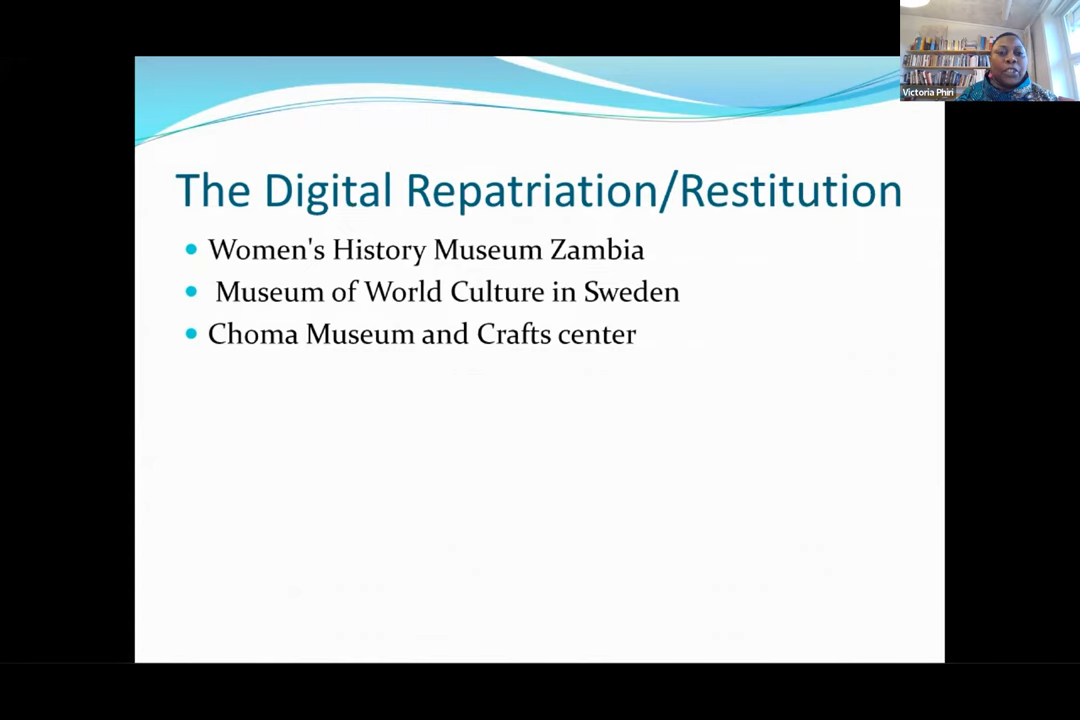 Victoria Phiri
The Digital Repatriation/Restitution
Women's History Museum Zambia
Museum of World Culture in Sweden
Choma Museum and Crafts center